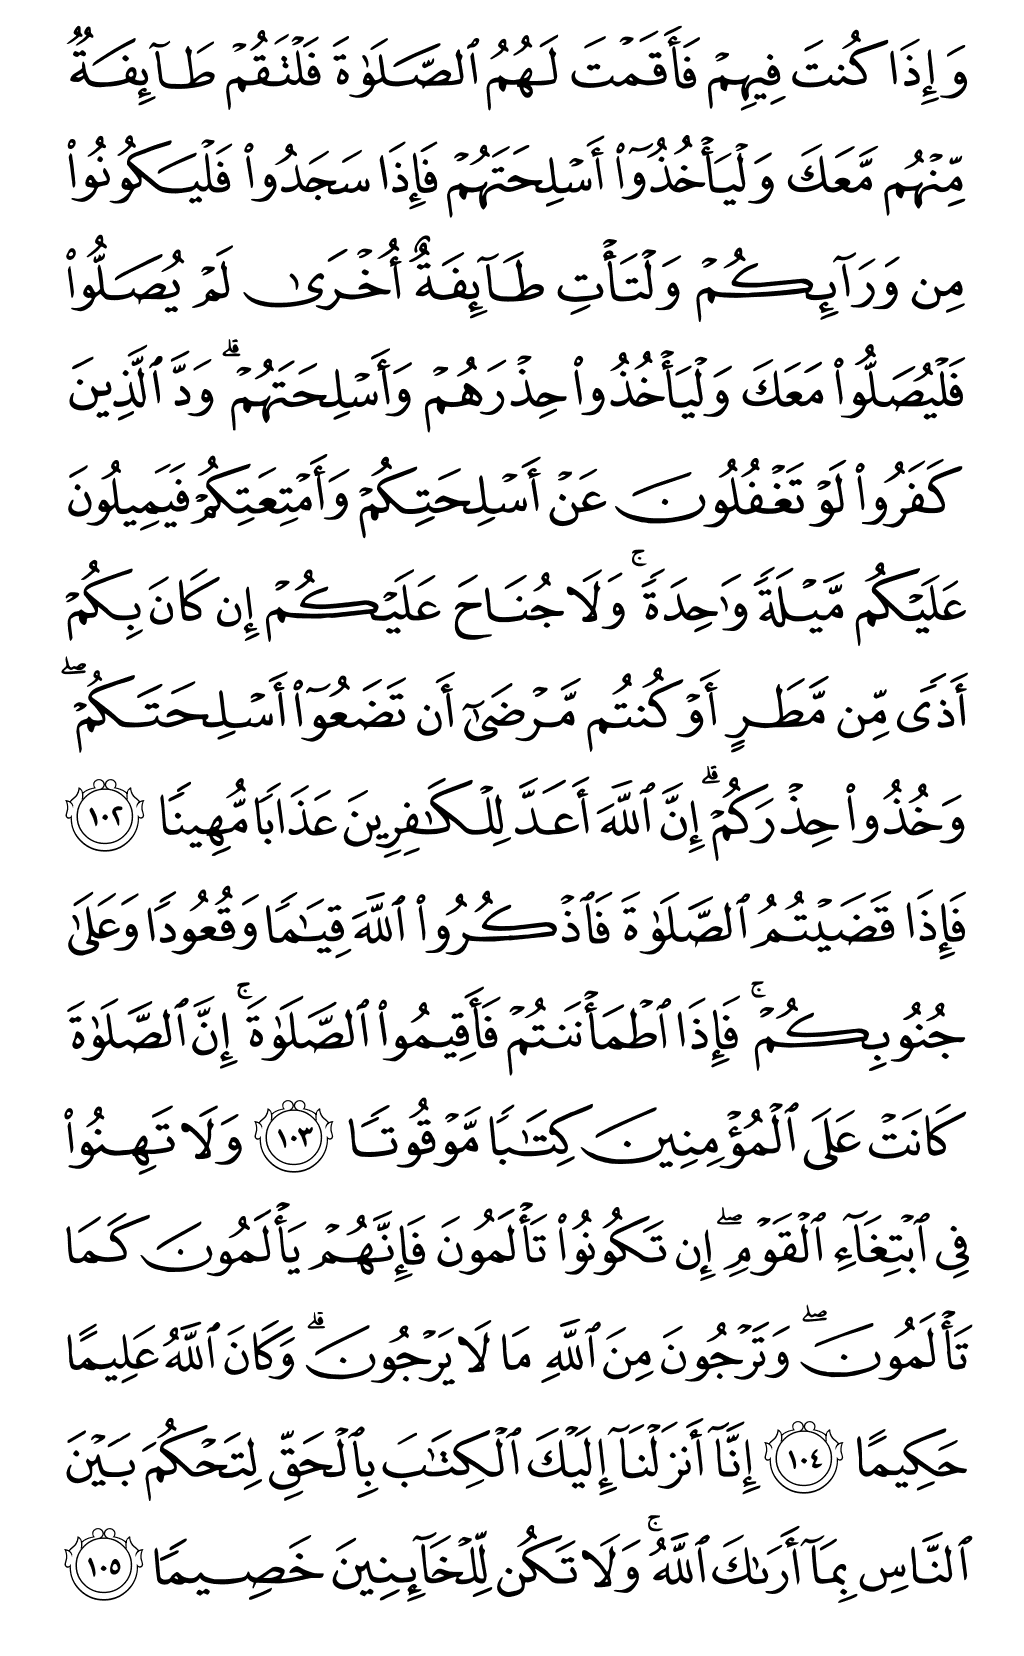 وَإِذَا كُنتَ فِيهِمۡ فَأَقَمۡتَ لَهُمُ ٱلصَّلَوٰةَ فَلۡتَقُمۡ طَآئِفَةٞ
مِّنۡهُم مَّعَكَ وَلۡيَأۡخُذُوٓاْ أَسۡلِحَتَهُمۡ فَإِذَا سَجَدُواْ فَلۡيَكُونُواْ
مِن وَرَآئِكُمۡ وَلۡتَأۡتِ طَآئِفَةٌ أُخۡرَىٰ لَمۡ يُصَلُّواْ
فَلۡيُصَلُّواْ مَعَكَ وَلۡيَأۡخُذُواْ حِذۡرَهُمۡ وَأَسۡلِحَتَهُمۡۗ وَدَّ ٱلَّذِينَ
كَفَرُواْ لَوۡ تَغۡفُلُونَ عَنۡ أَسۡلِحَتِكُمۡ وَأَمۡتِعَتِكُمۡ فَيَمِيلُونَ
عَلَيۡكُم مَّيۡلَةٗ وَٰحِدَةٗۚ وَلَا جُنَاحَ عَلَيۡكُمۡ إِن كَانَ بِكُمۡ
أَذٗى مِّن مَّطَرٍ أَوۡ كُنتُم مَّرۡضَىٰٓ أَن تَضَعُوٓاْ أَسۡلِحَتَكُمۡۖ
وَخُذُواْ حِذۡرَكُمۡۗ إِنَّ ٱللَّهَ أَعَدَّ لِلۡكَٰفِرِينَ عَذَابٗا مُّهِينٗا ١٠٢
فَإِذَا قَضَيۡتُمُ ٱلصَّلَوٰةَ فَٱذۡكُرُواْ ٱللَّهَ قِيَٰمٗا وَقُعُودٗا وَعَلَىٰ
جُنُوبِكُمۡۚ فَإِذَا ٱطۡمَأۡنَنتُمۡ فَأَقِيمُواْ ٱلصَّلَوٰةَۚ إِنَّ ٱلصَّلَوٰةَ
كَانَتۡ عَلَى ٱلۡمُؤۡمِنِينَ كِتَٰبٗا مَّوۡقُوتٗا ١٠٣ وَلَا تَهِنُواْ
فِي ٱبۡتِغَآءِ ٱلۡقَوۡمِۖ إِن تَكُونُواْ تَأۡلَمُونَ فَإِنَّهُمۡ يَأۡلَمُونَ كَمَا
تَأۡلَمُونَۖ وَتَرۡجُونَ مِنَ ٱللَّهِ مَا لَا يَرۡجُونَۗ وَكَانَ ٱللَّهُ عَلِيمًا
حَكِيمًا ١٠٤ إِنَّآ أَنزَلۡنَآ إِلَيۡكَ ٱلۡكِتَٰبَ بِٱلۡحَقِّ لِتَحۡكُمَ بَيۡنَ
ٱلنَّاسِ بِمَآ أَرَىٰكَ ٱللَّهُۚ وَلَا تَكُن لِّلۡخَآئِنِينَ خَصِيمٗا ١٠٥